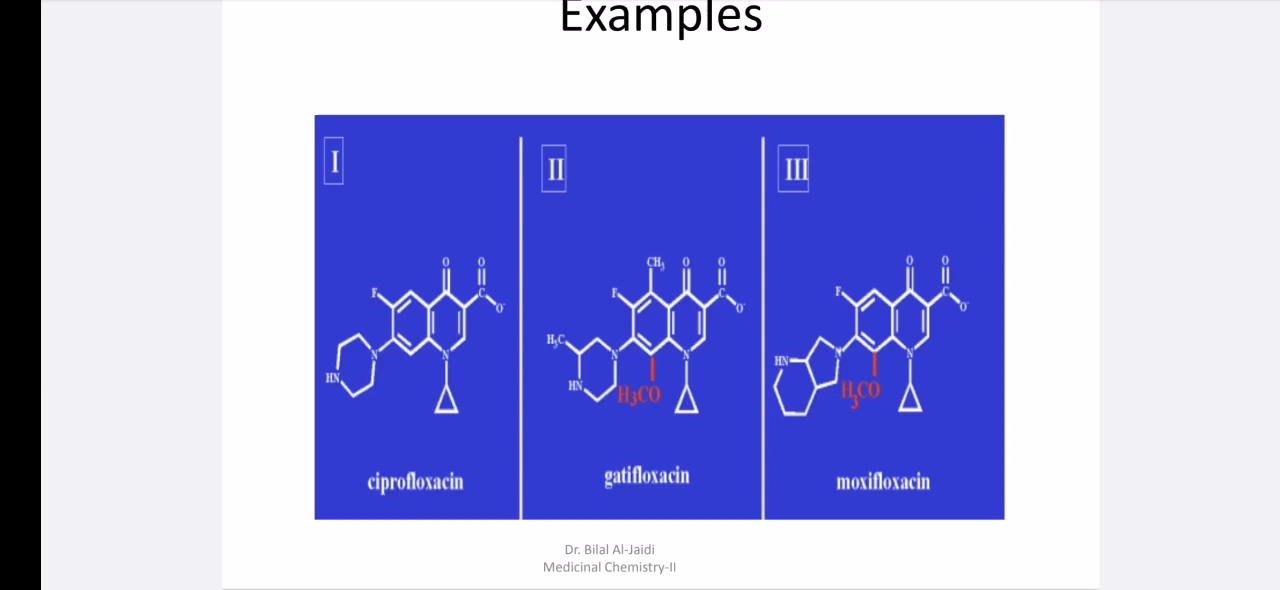 Examples
I
II
III
O
O
F
C
O-
N
N
HN
CH3
O
O
F
C
O-
H3C
N
N
HN
H3CO
O
O
F
C
O-
HN
N
N
H3CO
ciprofloxacin
gatifloxacin
moxifloxacin
Dr. Bilal Al-Jaidi
Medicinal Chemistry-II